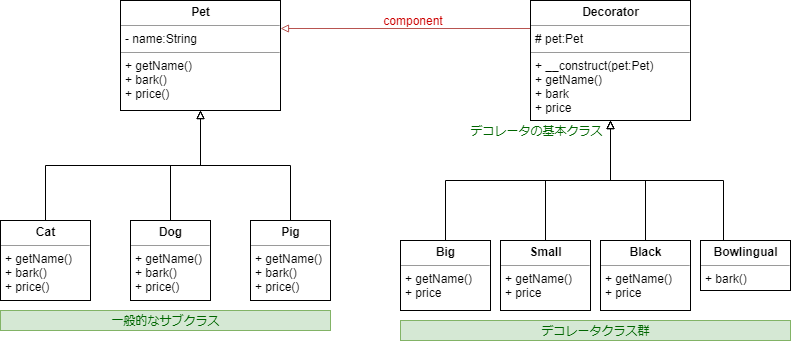 Pet
- name:String
+ getName()
+ bark()
+ price()
component
Decorator
# pet:Pet
+ __construct(pet:Pet)
+ getName()
+ bark
+ price
デコレータの基本クラス
Cat
+ getName()
+ bark()
+ price()
Dog
+ getName()
+ bark()
+ price()
Pig
+ getName()
+ bark()
+ price()
一般的なサブクラス
Big
+ getName()
+ price
Small
+ getName()
+ price
Black
+ getName()
+ price
Bowlingual
+ bark()
デコレータクラス群